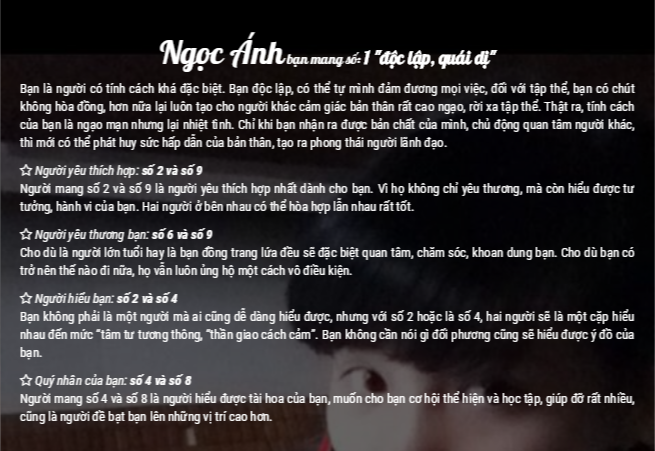 Ngọc Ánh bạn mang số: 1 "độc lập, quái dị"
Bạn là người có tính cách khá đặc biệt. Bạn độc lập, có thể tự mình đảm đương mọi việc, đối với tập thể, bạn có chút
không hòa đồng, hơn nữa lại luôn tạo cho người khác cảm giác bản thân rất cao ngạo, rời xa tập thể. Thật ra, tính cách
của bạn là ngạo mạn nhưng lại nhiệt tình. Chỉ khi bạn nhận ra được bản chất của mình, chủ động quan tâm người khác,
thì mới có thể phát huy sức hấp dẫn của bản thân, tạo ra phong thái người lãnh đạo.
☆ Người yêu thích hợp: số 2 và số 9
Người mang số 2 và số 9 là người yêu thích hợp nhất dành cho bạn. Vì họ không chỉ yêu thương, mà còn hiểu được tư
tưởng, hành vi của bạn. Hai người ở bên nhau có thể hòa hợp lẫn nhau rất tốt.
☆ Người yêu thương bạn: số 6 và số 9
Cho dù là người lớn tuổi hay là bạn đồng trang lứa đều sẽ đặc biệt quan tâm, chăm sóc, khoan dung bạn. Cho dù bạn có
trở nên thế nào đi nữa, họ vẫn luôn ủng hộ một cách vô điều kiện.
☆ Người hiểu bạn: số 2 và số 4
Bạn không phải là một người mà ai cũng dễ dàng hiểu được, nhưng với số 2 hoặc là số 4, hai người sẽ là một cặp hiểu
nhau đến mức “tâm tư tương thông, “thần giao cách cảm”. Bạn không cần nói gì đối phương cũng sẽ hiểu được ý đồ của
bạn.
☆ Quý nhân của bạn: số 4 và số 8
Người mang số 4 và số 8 là người hiểu được tài hoa của bạn, muốn cho bạn cơ hội thể hiện và học tập, giúp đỡ rất nhiều,
cũng là người đề bạt bạn lên những vị trí cao hơn.